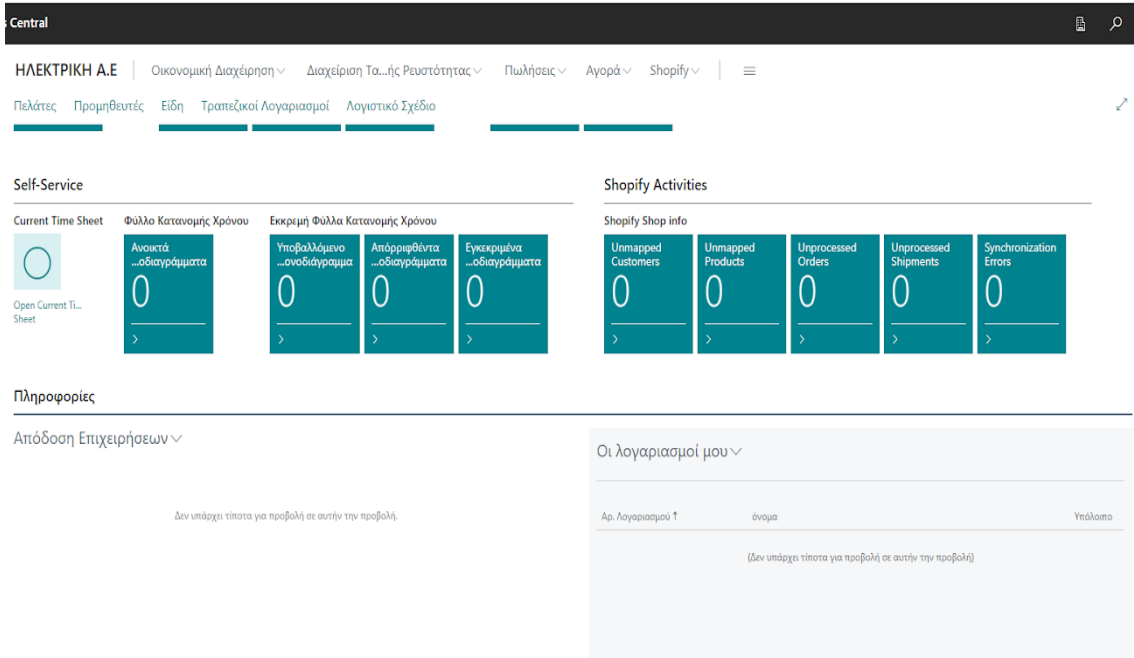 s Central
ΗΛΕΚΤΡΙΚΗ Α.Ε Οικονομική Διαχείρηση Διαχείριση Τα...ής Ρευστότητας Πωλήσεις Αγορά Shopify
Πελάτες Προμηθευτές Είδη Τραπεζικοί Λογαριασμοί Λογιστικό Σχέδιο
Self-Service
Current Time Sheet Φύλλο Κατανομής Χρόνου Εκκρεμή Φύλλα Κατανομής Χρόνου
Ανοικτά
...οδιαγράμματα
0
Υποβαλλόμενο
...ονοδιάγραμμα
0
Απόρριφθέντα
...οδιαγράμματα
0
Εγκεκριμένα
...οδιαγράμματα
0
Open Current Ti...
Sheet
Shopify Activities
Shopify Shop info
Unmapped
Customers
0
Unmapped
Products
0
Unprocessed
Orders
0
Unprocessed
Shipments
0
Synchronization
Errors
0
Πληροφορίες
Απόδοση Επιχειρήσεων
Δεν υπάρχει τίποτα για προβολή σε αυτήν την προβολή.
Οι λογαριασμοί μου
Αρ. Λογαριασμού ↑ όνομα Υπόλοιπο
(Δεν υπάρχει τίποτα για προβολή σε αυτήν την προβολή)